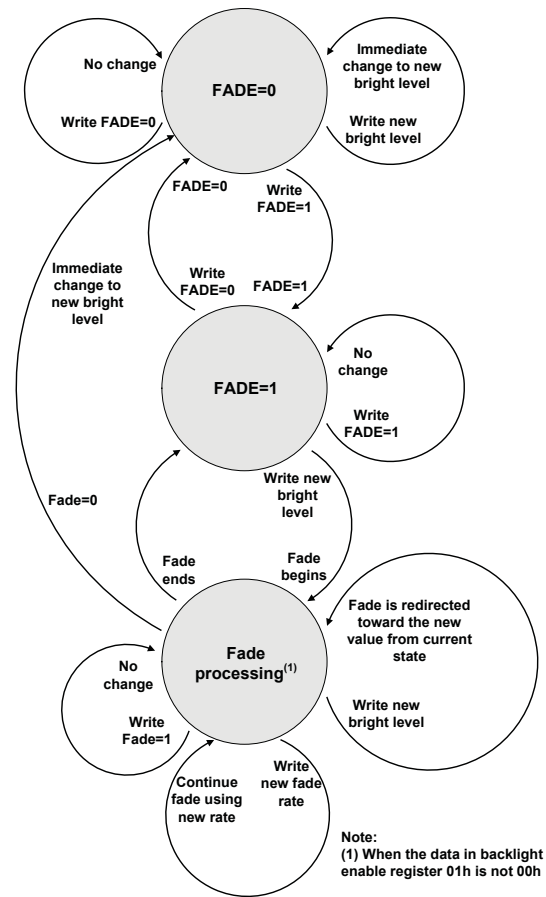 No change
Write FADE=0
FADE=0
Immediate
change to new
bright level
Write new
bright level
FADE=0
Write
FADE=1
Immediate
change to
new bright
level
Write
FADE=0
FADE=1
FADE=1
No
change
Write
FADE=1
Write new
bright
level
Fade=0
Fade
ends
Fade
begins
Fade
processing(1)
Fade is redirected
toward the new
value from current
state
Write new
bright level
No
change
Write
Fade=1
Continue
fade using
new rate
Write
new fade
rate
Note:
(1) When the data in backlight
enable register 01h is not 00h